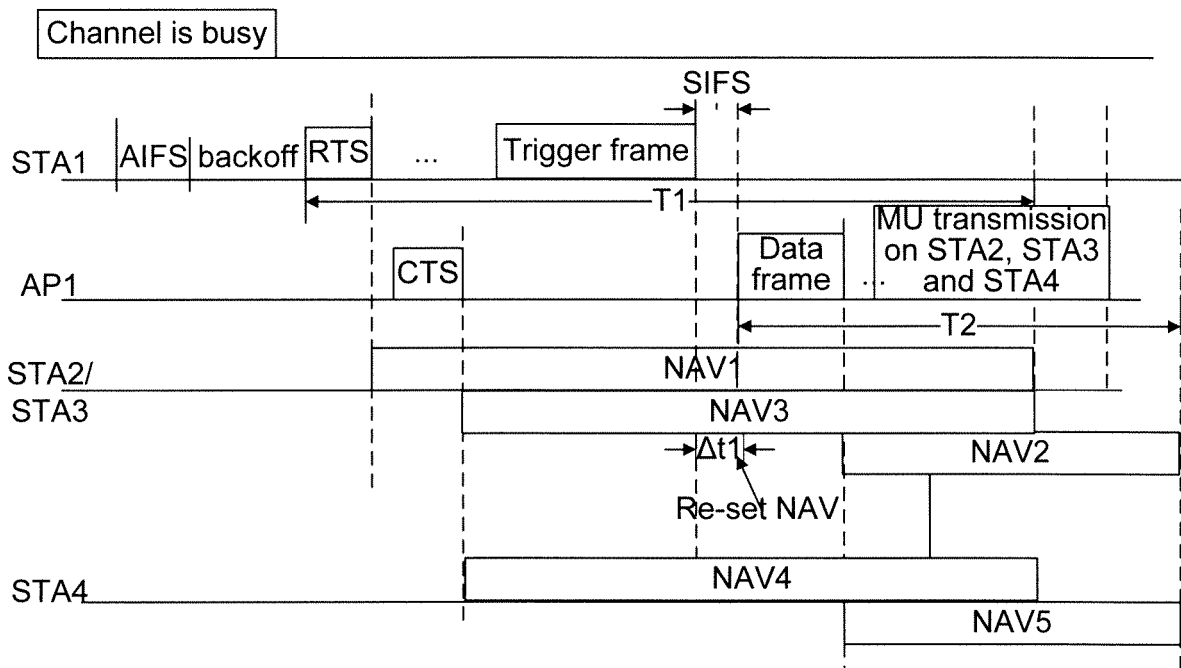 Channel is busy
SIFS
STA1
AIFS
backoff
RTS
...
Trigger frame
T1
AP1
CTS
Data
frame
...
MU transmission
on STA2, STA3
and STA4
T2
STA2/
STA3
NAV1
NAV3
Δt1
NAV2
Re-set NAV
STA4
NAV4
NAV5